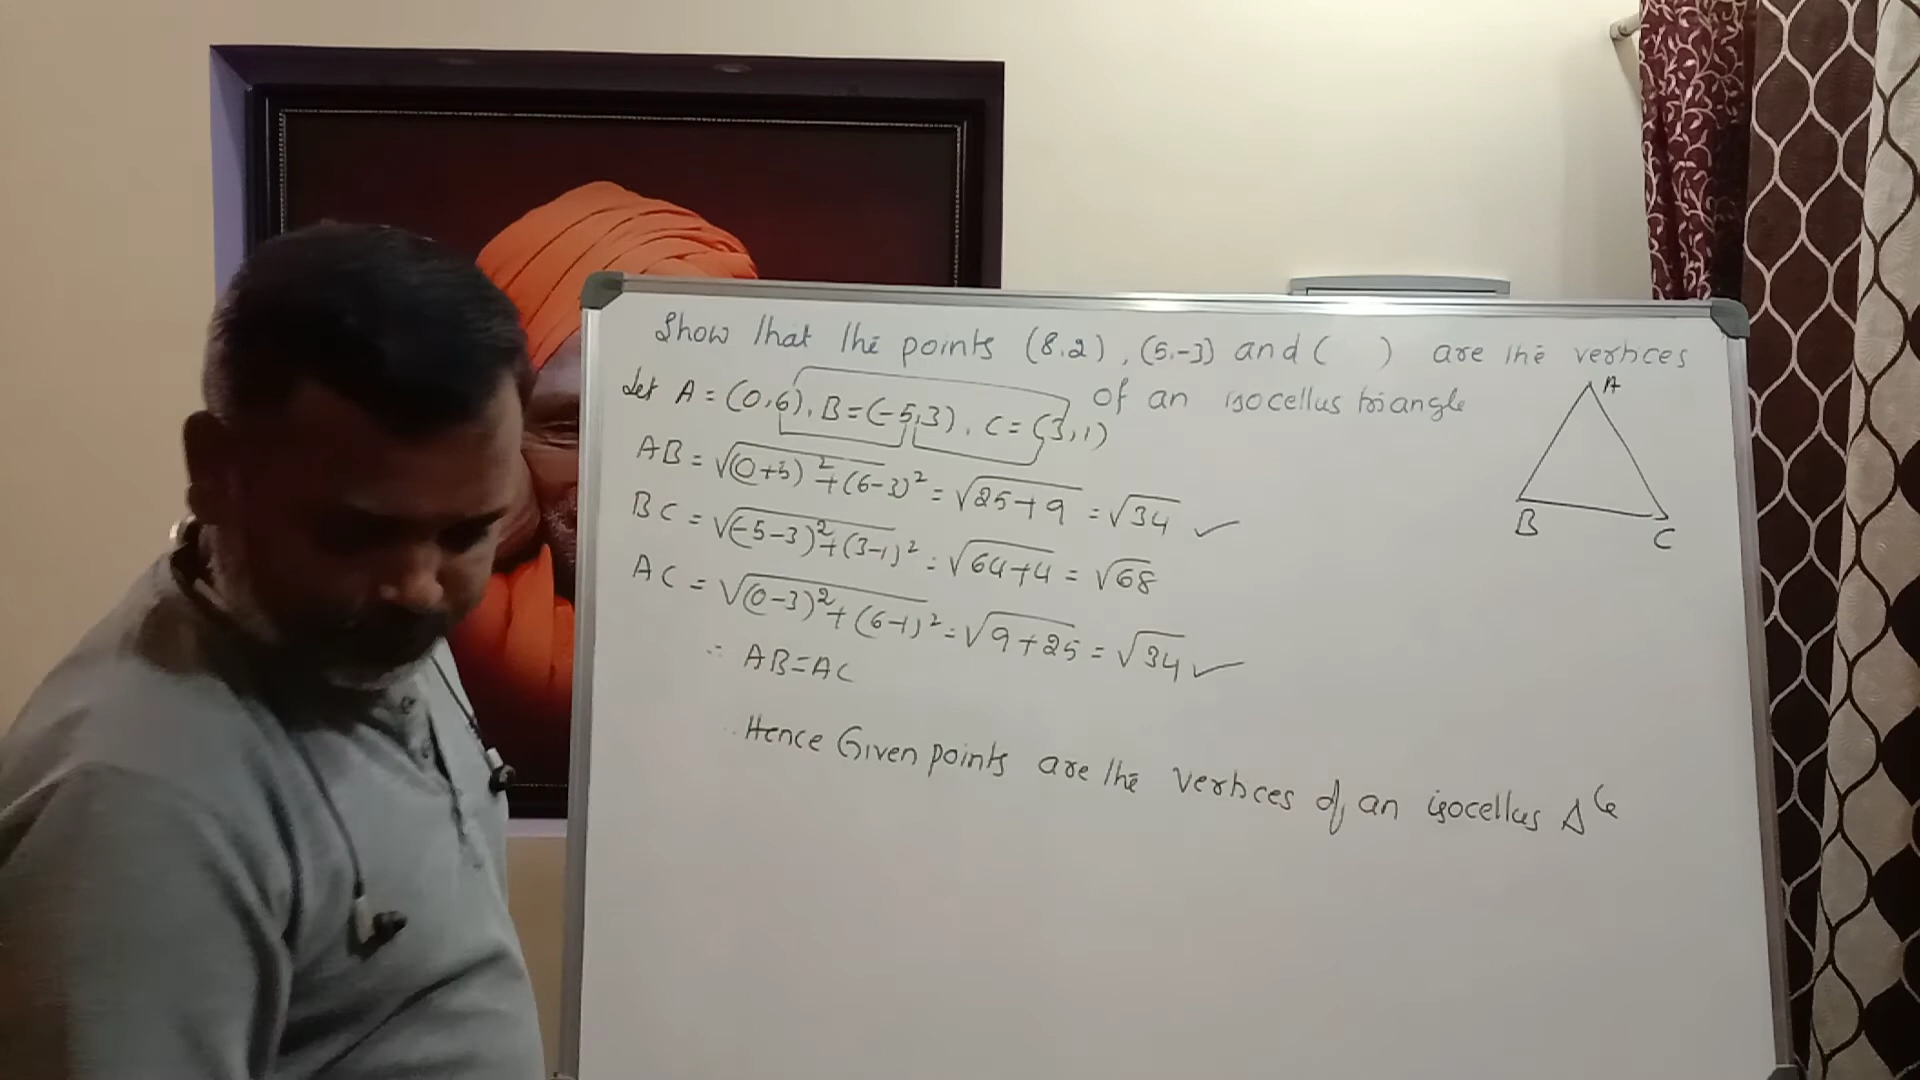 Show that the points (8,2), (5,-3) and ( ) are the vertices
of an isocellus triangle
Let A = (0,6), B = (-5,3), C = (3,1)
AB = √(0+5)²+(6-3)² = √25+9 = √34 ✓
BC = √(-5-3)²+(3-1)² = √64+4 = √68
AC = √(0-3)²+(6-1)² = √9+25 = √34 ✓
∴ AB=AC
Hence Given points are the vertices of an isocellus Δle
A
B
C